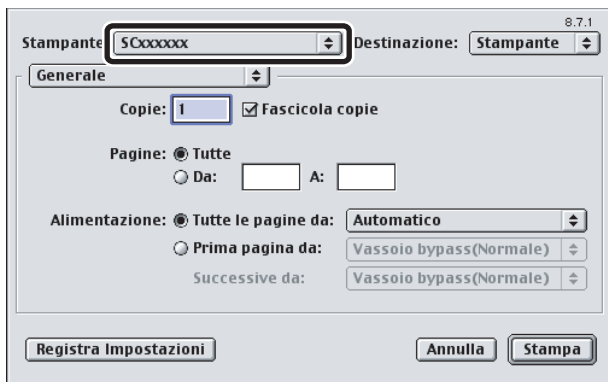 8.7.1
Stampante: SCxxxxxx Destinazione: Stampante
Generale
Copie: 1 Fascicola copie
Pagine: Tutte
Da: A:
Alimentazione: Tutte le pagine da: Automatico
Prima pagina da: Vassoio bypass(Normale)
Successive da: Vassoio bypass(Normale)
Registra Impostazioni Annulla Stampa